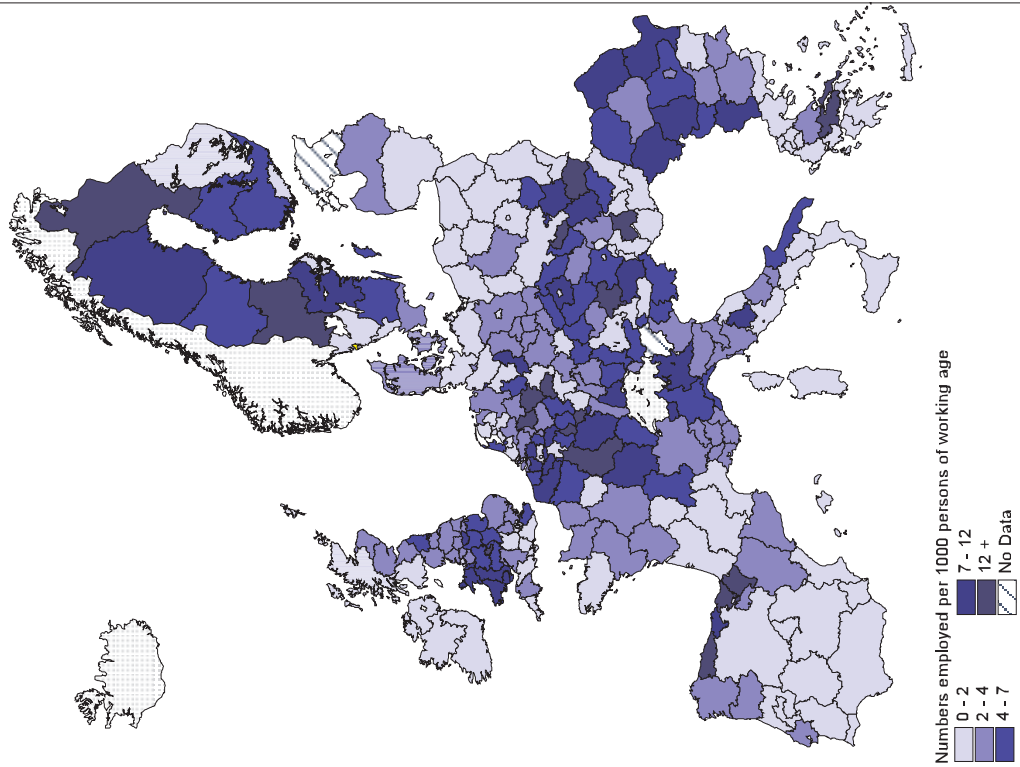 Numbers employed per 1000 persons of working age
0 - 2
2 - 4
4 - 7
7 - 12
12 +
No Data